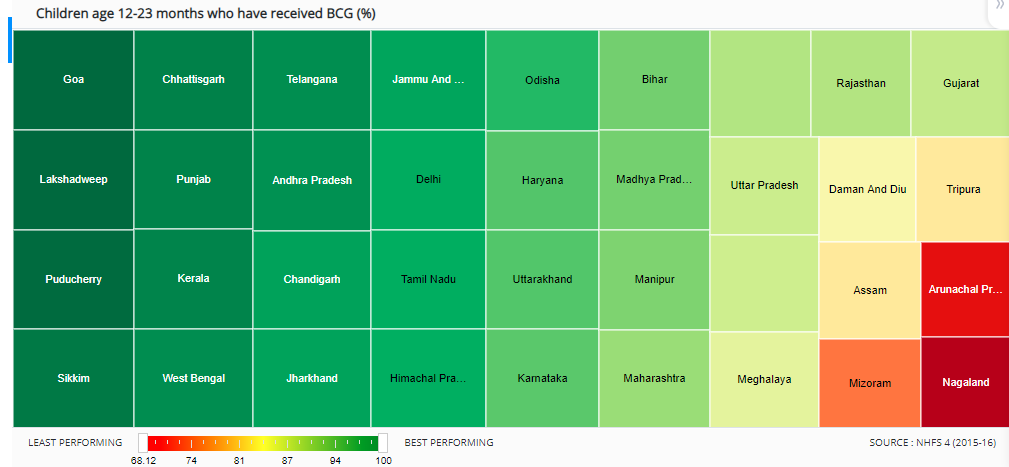 Children age 12-23 months who have received BCG (%)
»
Goa
Chhattisgarh
Telangana
Jammu And ...
Odisha
Bihar
Rajasthan
Gujarat
Lakshadweep
Punjab
Andhra Pradesh
Delhi
Haryana
Madhya Prad...
Uttar Pradesh
Daman And Diu
Tripura
Puducherry
Kerala
Chandigarh
Tamil Nadu
Uttarakhand
Manipur
Assam
Arunachal Pr...
Sikkim
West Bengal
Jharkhand
Himachal Pra...
Karnataka
Maharashtra
Meghalaya
Mizoram
Nagaland
LEAST PERFORMING
BEST PERFORMING
SOURCE : NHFS 4 (2015-16)
68.12 74 81 87 94 100